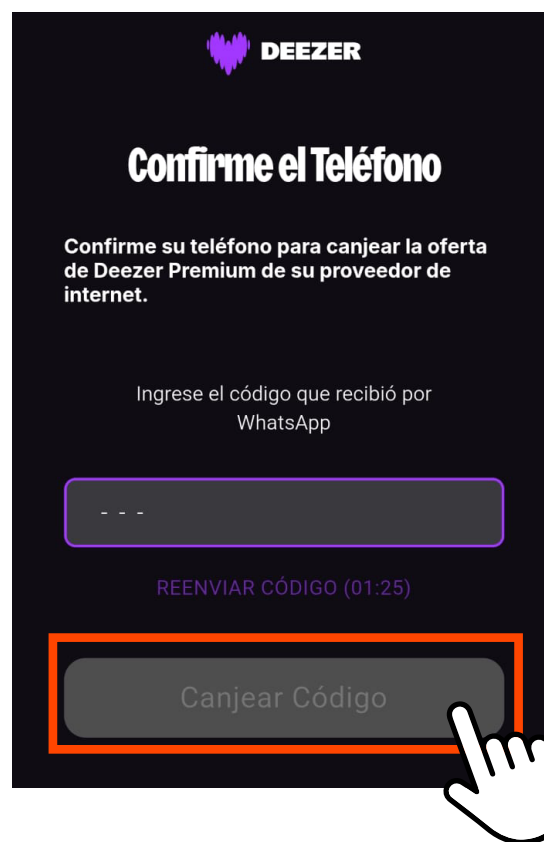 DEEZER
Confirme el Teléfono
Confirme su teléfono para canjear la oferta
de Deezer Premium de su proveedor de
internet.
Ingrese el código que recibió por
WhatsApp
- - -
REENVIAR CÓDIGO (01:25)
Canjear Código